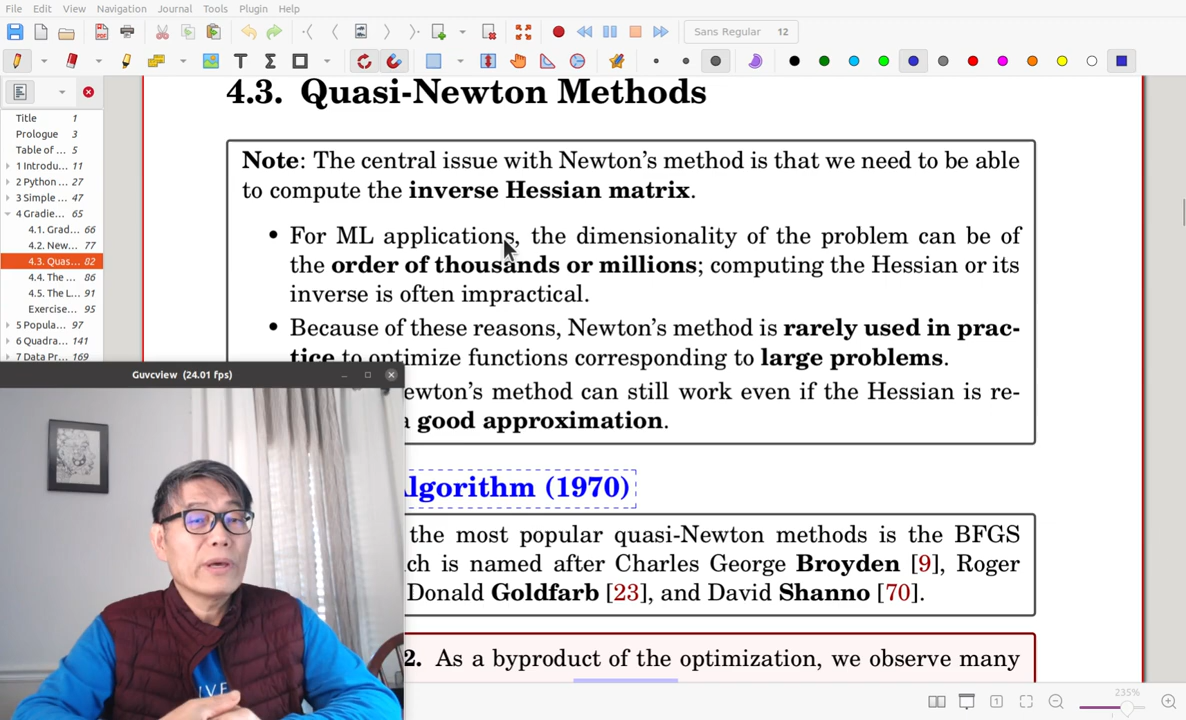 File Edit View Navigation Journal Tools Plugin Help
Sans Regular 12
Title 1
Prologue 3
Table of ... 5
1 Introdu... 11
2 Python ... 27
3 Simple ... 47
4 Gradie... 65
4.1. Grad... 66
4.2. New... 77
4.3. Quas... 82
4.4. The ... 86
4.5. The L... 91
Exercise... 95
5 Popula... 97
6 Quadra... 141
7 Data Pr... 169
4.3. Quasi-Newton Methods
Note: The central issue with Newton's method is that we need to be able
to compute the inverse Hessian matrix.
• For ML applications, the dimensionality of the problem can be of
the order of thousands or millions; computing the Hessian or its
inverse is often impractical.
• Because of these reasons, Newton's method is rarely used in prac-
tice to optimize functions corresponding to large problems.
ewton's method can still work even if the Hessian is re-
a good approximation.
lgorithm (1970)
the most popular quasi-Newton methods is the BFGS
ch is named after Charles George Broyden [9], Roger
Donald Goldfarb [23], and David Shanno [70].
2. As a byproduct of the optimization, we observe many
Guvcview (24.01 fps)
IVE
235%